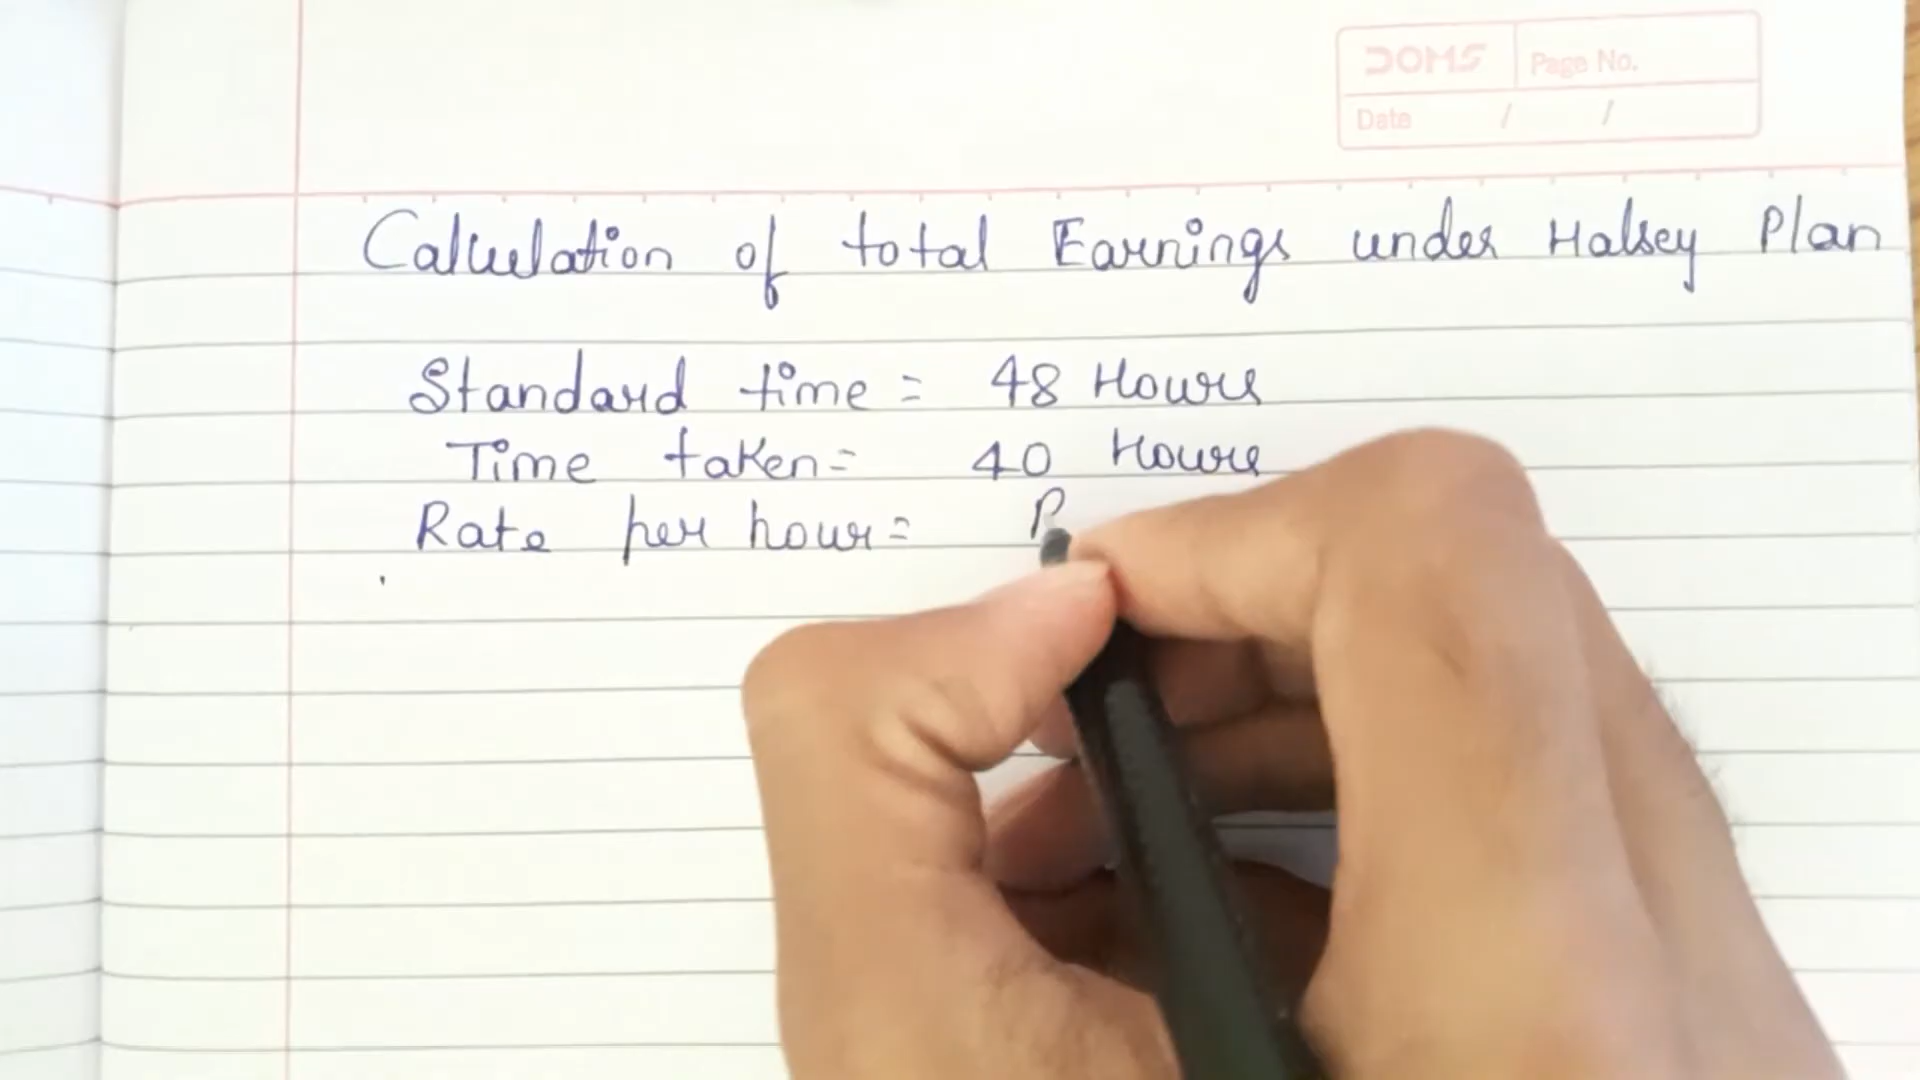 DOMS Page No.
Date / /
Calculation of total Earnings under Halsey Plan
Standard time = 48 Hours
Time taken = 40 Hours
Rate per hour =